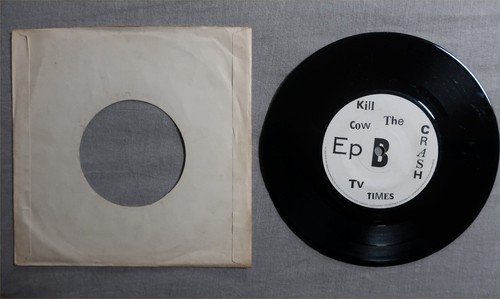 Kill
Cow The
CRASH
Ep B
Tv
TIMES